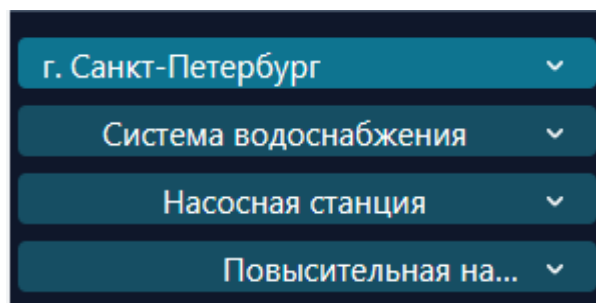 г. Санкт-Петербург
Система водоснабжения
Насосная станция
Повысительная на...